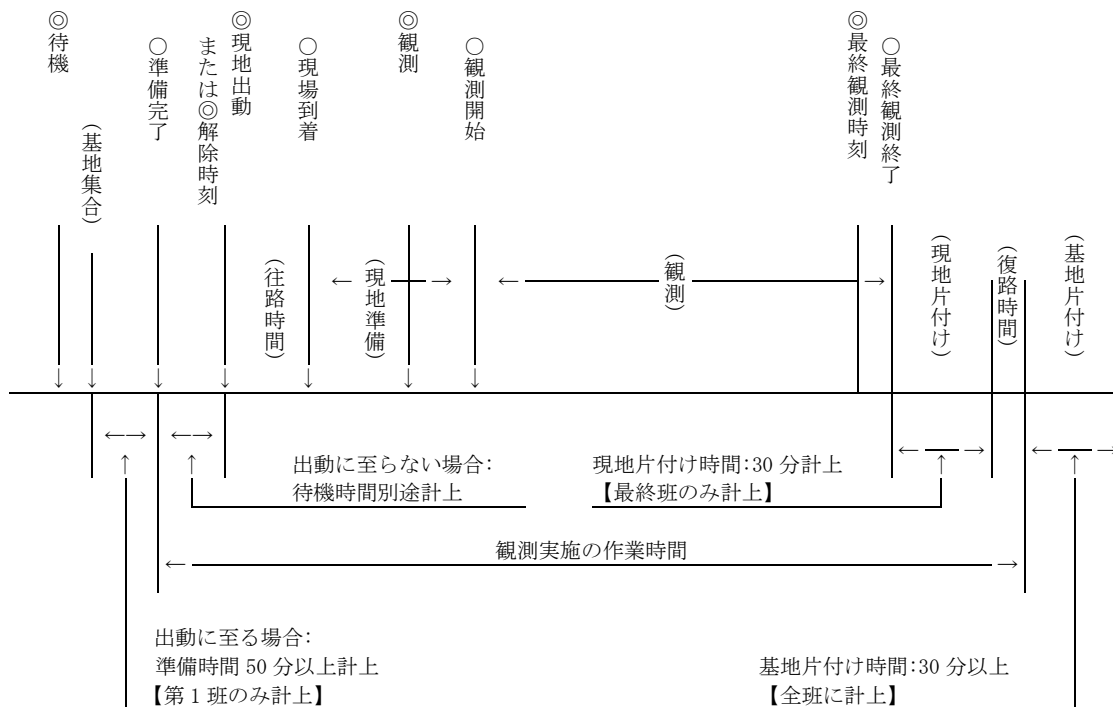 ◎待機
(基地集合)
○準備完了
または◎解除時刻
◎現地出動
(往路時間)
○現場到着
(現地準備)
◎観測
○観測開始
(観測)
◎最終観測時刻
○最終観測終了
(現地片付け)
(復路時間)
(基地片付け)
出動に至らない場合:
待機時間別途計上
現地片付け時間:30 分計上
【最終班のみ計上】
観測実施の作業時間
出動に至る場合:
準備時間 50 分以上計上
【第 1 班のみ計上】
基地片付け時間:30 分以上
【全班に計上】